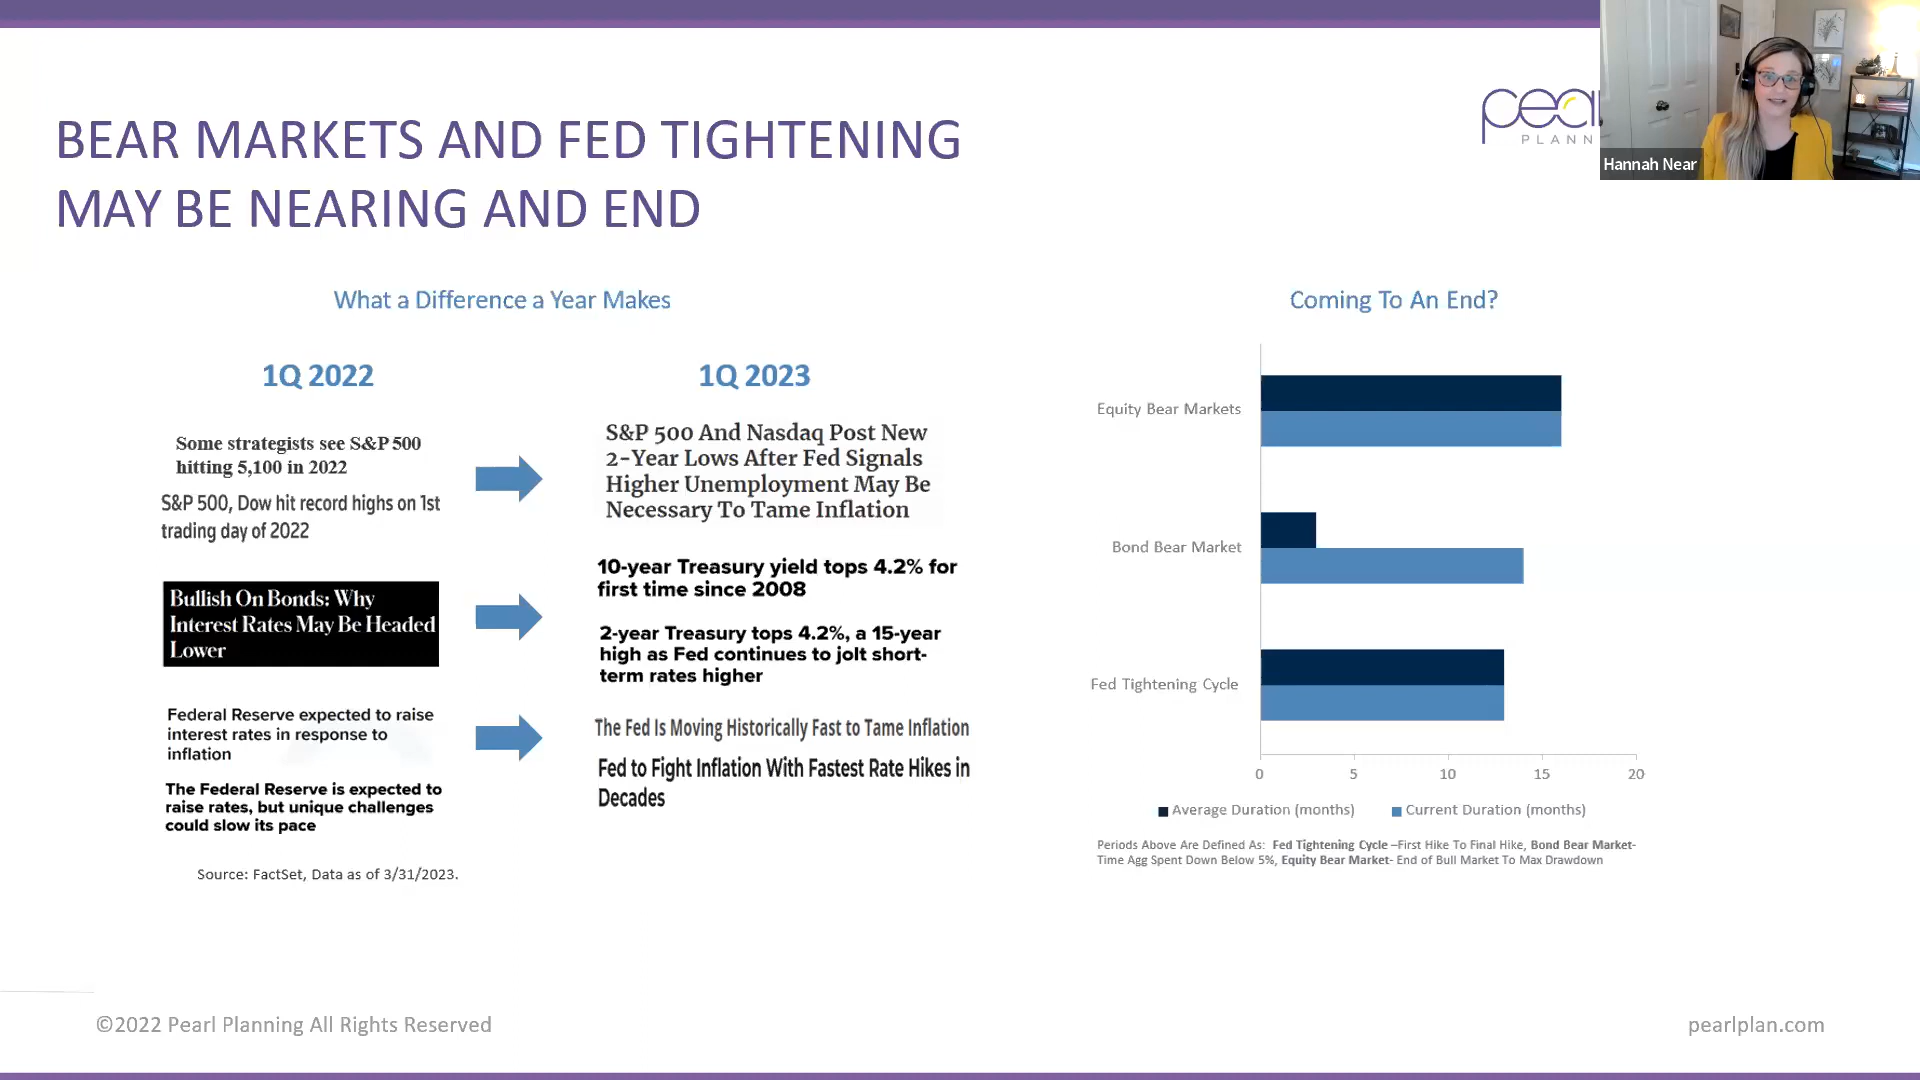 BEAR MARKETS AND FED TIGHTENING
MAY BE NEARING AND END
pear
PLANN
Hannah Near
What a Difference a Year Makes
1Q 2022
Some strategists see S&P 500
hitting 5,100 in 2022
S&P 500, Dow hit record highs on 1st
trading day of 2022
Bullish On Bonds: Why
Interest Rates May Be Headed
Lower
Federal Reserve expected to raise
interest rates in response to
inflation
The Federal Reserve is expected to
raise rates, but unique challenges
could slow its pace
Source: FactSet, Data as of 3/31/2023.
1Q 2023
S&P 500 And Nasdaq Post New
2-Year Lows After Fed Signals
Higher Unemployment May Be
Necessary To Tame Inflation
10-year Treasury yield tops 4.2% for
first time since 2008
2-year Treasury tops 4.2%, a 15-year
high as Fed continues to jolt short-
term rates higher
The Fed Is Moving Historically Fast to Tame Inflation
Fed to Fight Inflation With Fastest Rate Hikes in
Decades
Coming To An End?
Equity Bear Markets
Bond Bear Market
Fed Tightening Cycle
0 5 10 15 20
Average Duration (months) Current Duration (months)
Periods Above Are Defined As: Fed Tightening Cycle –First Hike To Final Hike, Bond Bear Market-
Time Agg Spent Down Below 5%, Equity Bear Market- End of Bull Market To Max Drawdown
©2022 Pearl Planning All Rights Reserved
pearlplan.com